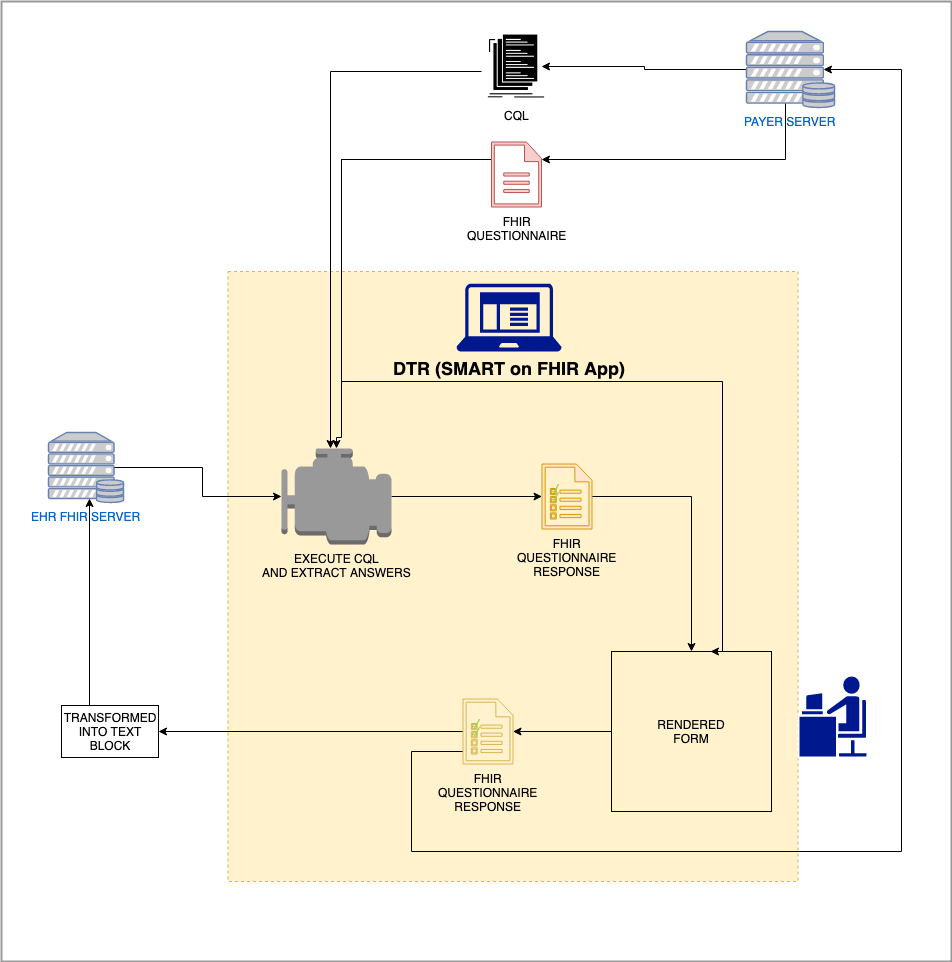 CQL
PAYER SERVER
FHIR
QUESTIONNAIRE
DTR (SMART on FHIR App)
EHR FHIR SERVER
EXECUTE CQL
AND EXTRACT ANSWERS
FHIR
QUESTIONNAIRE
RESPONSE
TRANSFORMED
INTO TEXT
BLOCK
RENDERED
FORM
FHIR
QUESTIONNAIRE
RESPONSE